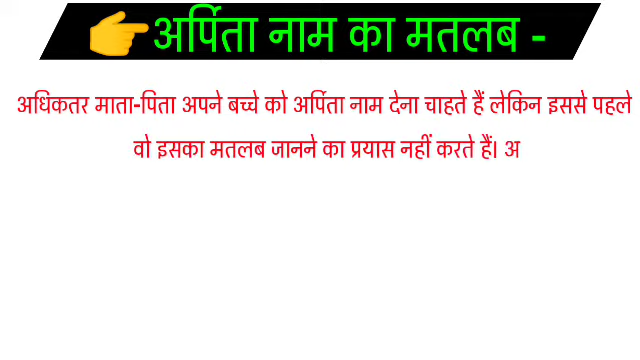 👉अर्पिता नाम का मतलब -
अधिकतर माता-पिता अपने बच्चे को अर्पिता नाम देना चाहते हैं लेकिन इससे पहले
वो इसका मतलब जानने का प्रयास नहीं करते हैं। अ